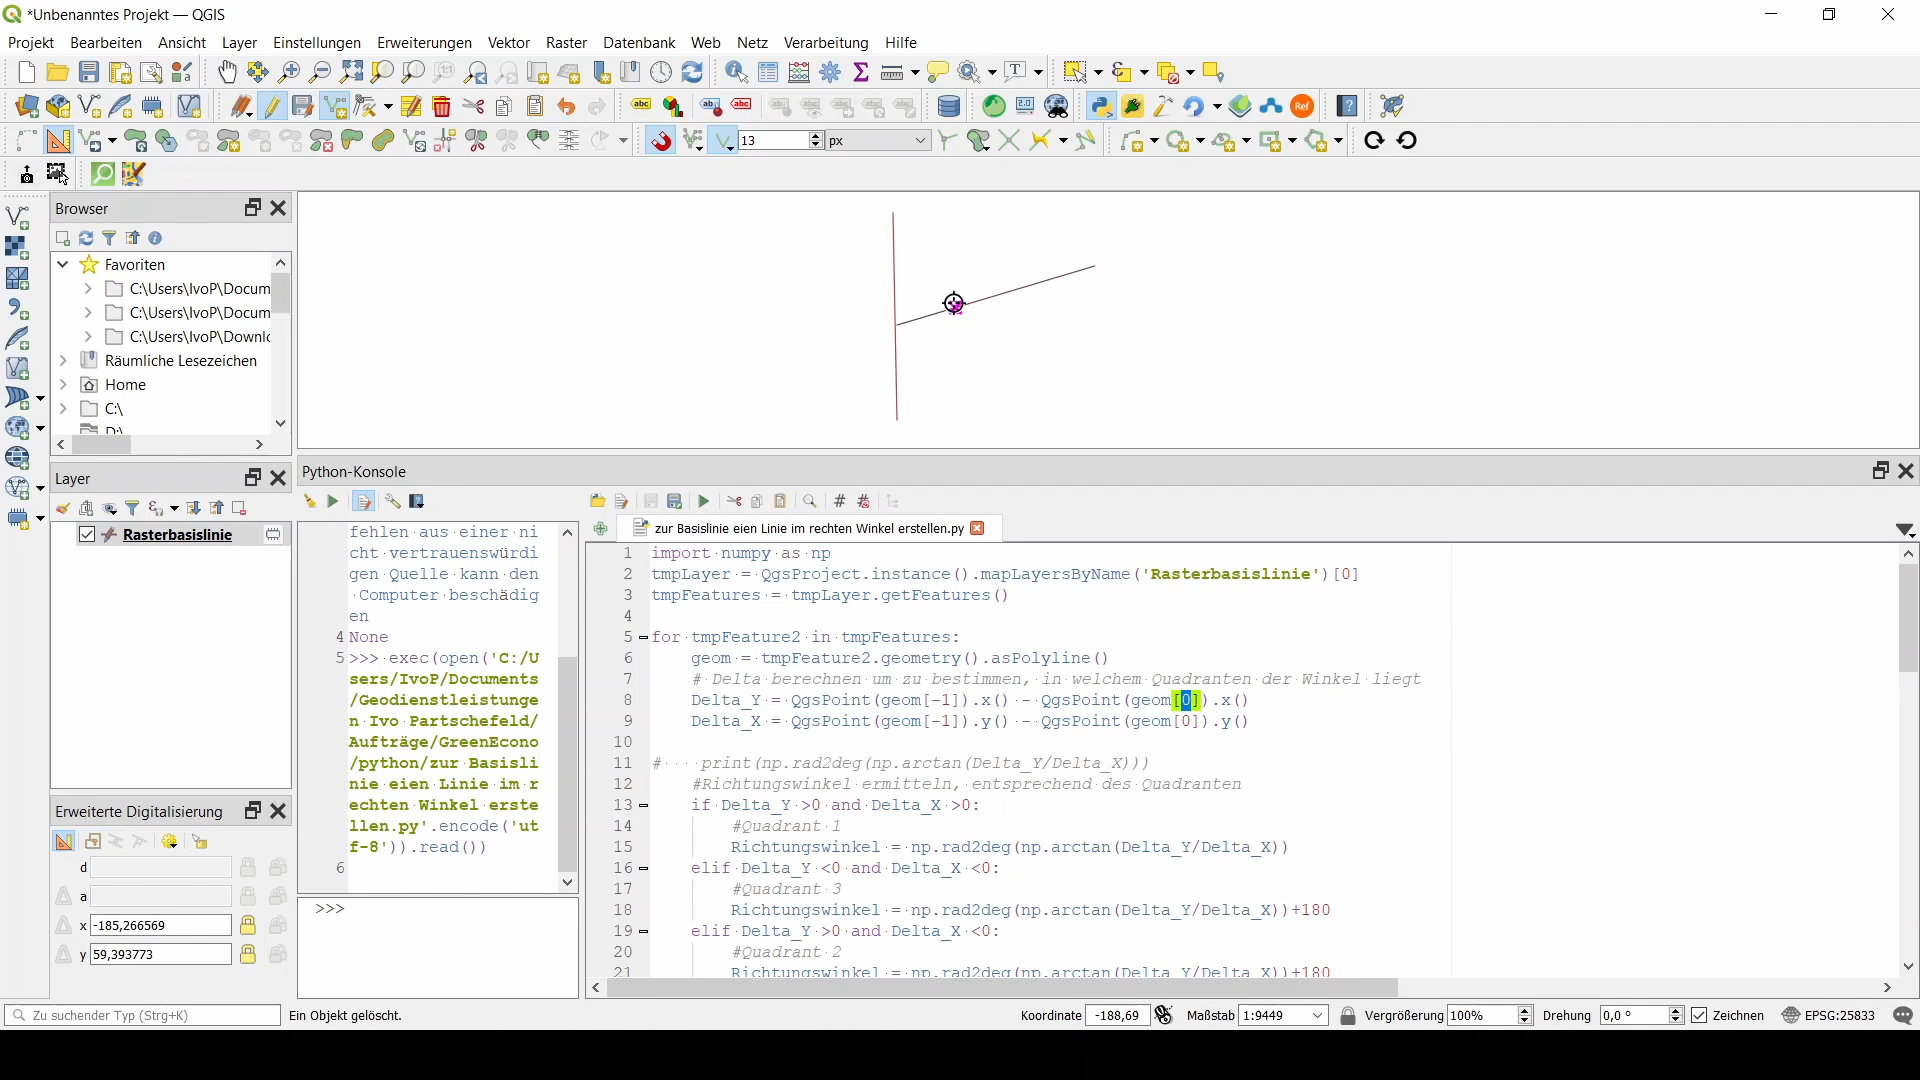 *Unbenanntes Projekt — QGIS
Projekt Bearbeiten Ansicht Layer Einstellungen Erweiterungen Vektor Raster Datenbank Web Netz Verarbeitung Hilfe
13 px
Browser
Favoriten
C:\Users\IvoP\Docum
C:\Users\IvoP\Docum
C:\Users\IvoP\Downlo
Räumliche Lesezeichen
Home
C:\
D:\
Layer
Rasterbasislinie
Erweiterte Digitalisierung
d
a
x -185,266569
y 59,393773
Python-Konsole
fehlen aus einer ni
cht vertrauenswürdi
gen Quelle kann den
Computer beschädig
en
4 None
5 >>> exec(open('C:/U
sers/IvoP/Documents
/Geodienstleistunge
n Ivo Partschefeld/
Aufträge/GreenEcono
/python/zur Basisli
nie eien Linie im r
echten Winkel erste
llen.py'.encode('ut
f-8')).read())
6
>>>
zur Basislinie eien Linie im rechten Winkel erstellen.py
1 import numpy as np
2 tmpLayer = QgsProject.instance().mapLayersByName('Rasterbasislinie')[0]
3 tmpFeatures = tmpLayer.getFeatures()
4
5 for tmpFeature2 in tmpFeatures:
6 geom = tmpFeature2.geometry().asPolyline()
7 # Delta berechnen um zu bestimmen, in welchem Quadranten der Winkel liegt
8 Delta_Y = QgsPoint(geom[-1]).x() - QgsPoint(geom[0]).x()
9 Delta_X = QgsPoint(geom[-1]).y() - QgsPoint(geom[0]).y()
10
11 # print(np.rad2deg(np.arctan(Delta_Y/Delta_X)))
12 #Richtungswinkel ermitteln, entsprechend des Quadranten
13 if Delta_Y >0 and Delta_X >0:
14 #Quadrant 1
15 Richtungswinkel = np.rad2deg(np.arctan(Delta_Y/Delta_X))
16 elif Delta_Y <0 and Delta_X <0:
17 #Quadrant 3
18 Richtungswinkel = np.rad2deg(np.arctan(Delta_Y/Delta_X))+180
19 elif Delta_Y >0 and Delta_X <0:
20 #Quadrant 2
21 Richtungswinkel = np.rad2deg(np.arctan(Delta_Y/Delta_X))+180
Zu suchender Typ (Strg+K) Ein Objekt gelöscht. Koordinate -188,69 Maßstab 1:9449 Vergrößerung 100% Drehung 0,0 ° Zeichnen EPSG:25833